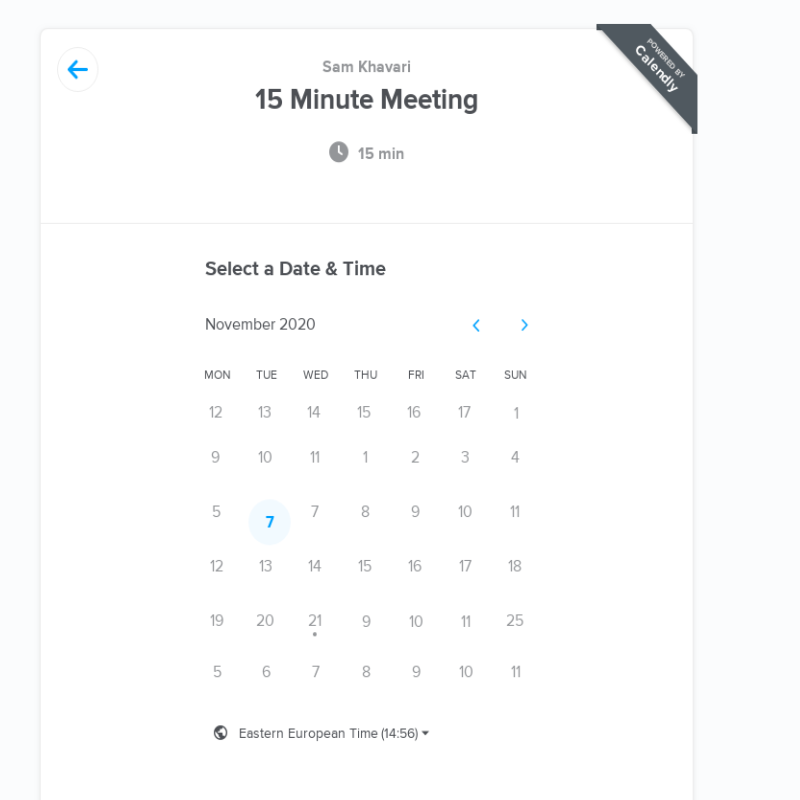 POWERED BY
Calendly
Sam Khavari
15 Minute Meeting
15 min
Select a Date & Time
November 2020
MON TUE WED THU FRI SAT SUN
12 13 14 15 16 17 1
9 10 11 1 2 3 4
5 7 7 8 9 10 11
12 13 14 15 16 17 18
19 20 21 9 10 11 25
5 6 7 8 9 10 11
Eastern European Time (14:56)